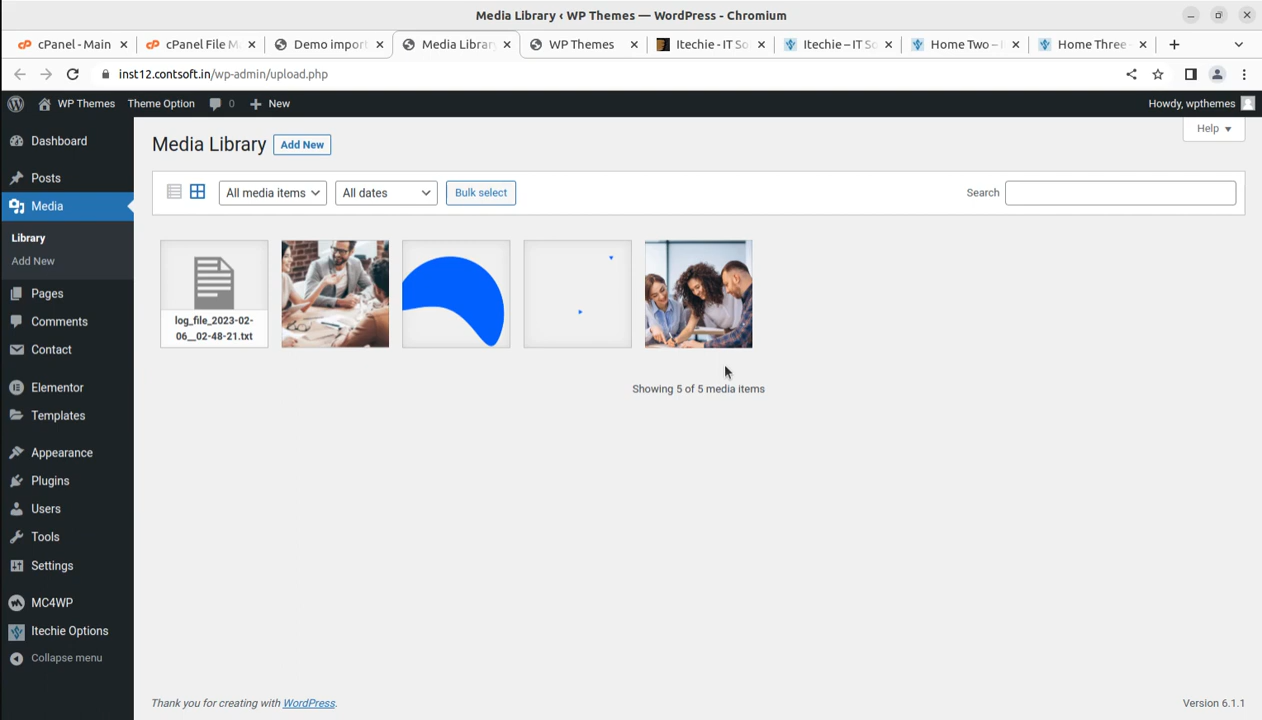 Media Library ‹ WP Themes — WordPress - Chromium
cPanel - Main
cPanel File M
Demo import
Media Library
WP Themes
Itechie - IT So
Itechie – IT So
Home Two –
Home Three
inst12.contsoft.in/wp-admin/upload.php
WP Themes
Theme Option
0
New
Howdy, wpthemes
Dashboard
Posts
Media
Library
Add New
Pages
Comments
Contact
Elementor
Templates
Appearance
Plugins
Users
Tools
Settings
MC4WP
Itechie Options
Collapse menu
Media Library
Add New
Help
All media items
All dates
Bulk select
Search
log_file_2023-02-
06__02-48-21.txt
Showing 5 of 5 media items
Thank you for creating with WordPress.
Version 6.1.1